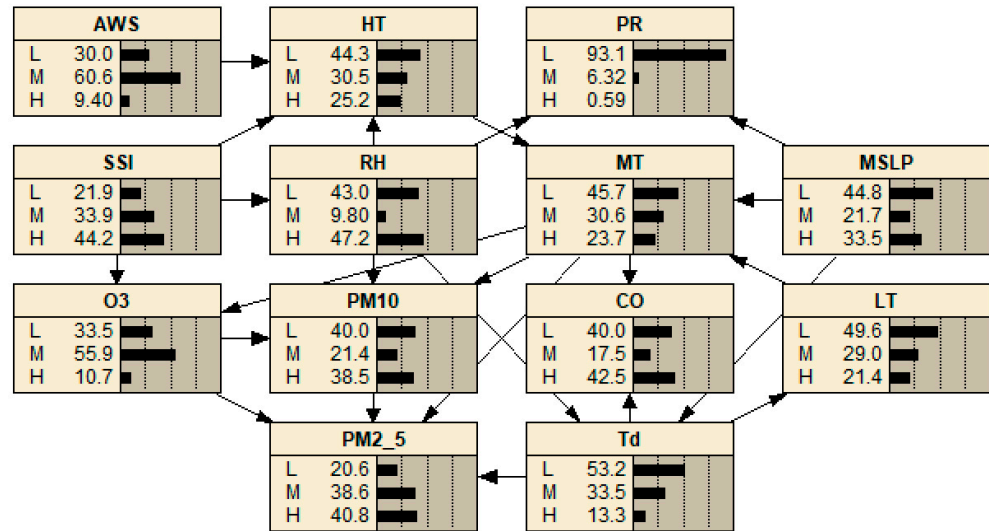 AWS
L 30.0
M 60.6
H 9.40
HT
L 44.3
M 30.5
H 25.2
PR
L 93.1
M 6.32
H 0.59
SSI
L 21.9
M 33.9
H 44.2
RH
L 43.0
M 9.80
H 47.2
MT
L 45.7
M 30.6
H 23.7
MSLP
L 44.8
M 21.7
H 33.5
O3
L 33.5
M 55.9
H 10.7
PM10
L 40.0
M 21.4
H 38.5
CO
L 40.0
M 17.5
H 42.5
LT
L 49.6
M 29.0
H 21.4
PM2_5
L 20.6
M 38.6
H 40.8
Td
L 53.2
M 33.5
H 13.3